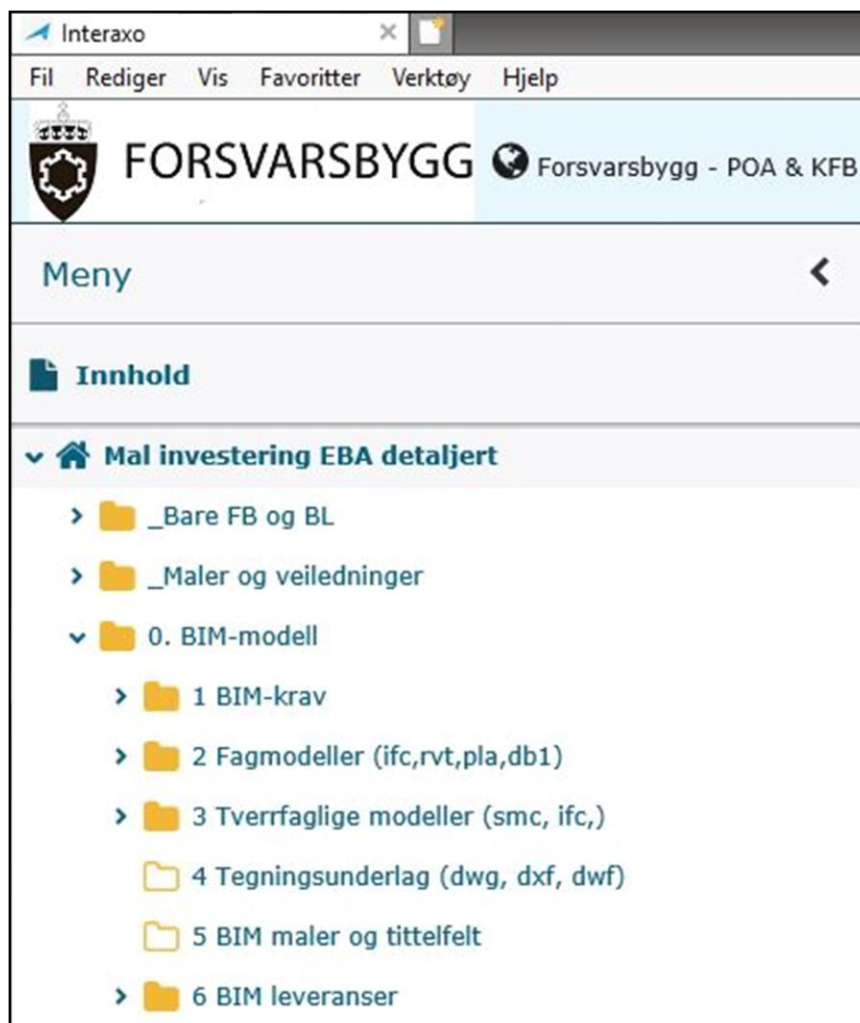 Interaxo
Fil Rediger Vis Favoritter Verktøy Hjelp
FORSVARSBYGG Forsvarsbygg - POA & KFB
Meny
Innhold
Mal investering EBA detaljert
_Bare FB og BL
_Maler og veiledninger
0. BIM-modell
1 BIM-krav
2 Fagmodeller (ifc,rvt,pla,db1)
3 Tverrfaglige modeller (smc, ifc,)
4 Tegningsunderlag (dwg, dxf, dwf)
5 BIM maler og tittelfelt
6 BIM leveranser